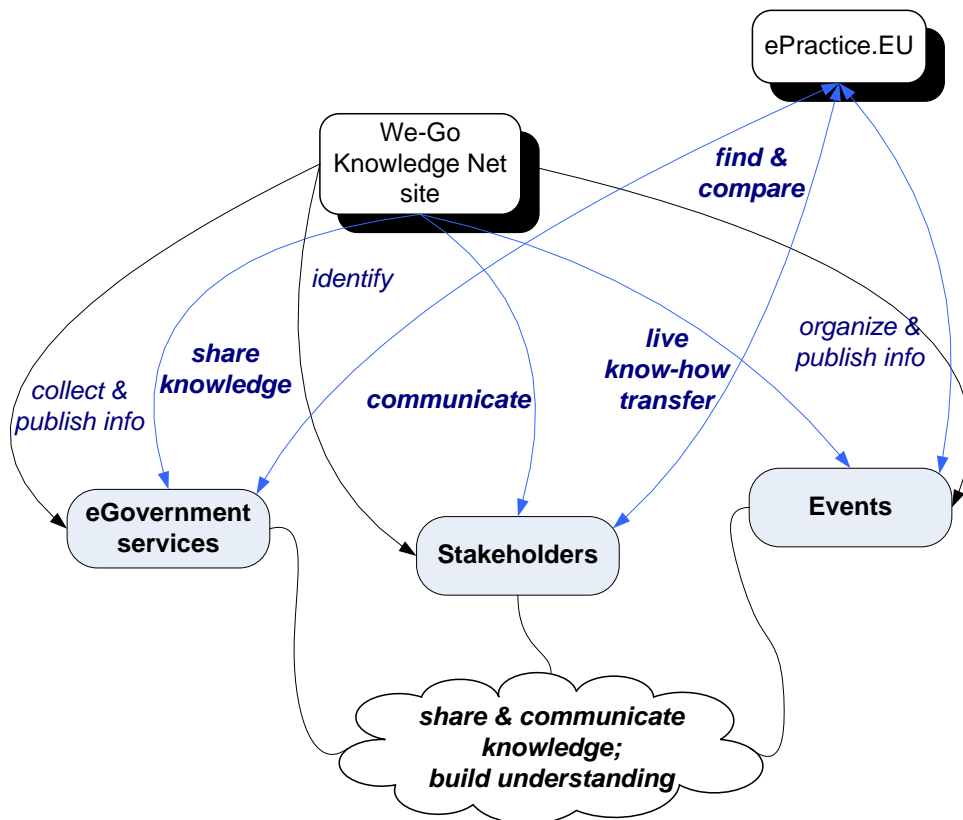 ePractice.EU
We-Go
Knowledge Net
site
find &
compare
identify
organize &
publish info
share
knowledge
live
know-how
transfer
collect &
publish info
communicate
eGovernment
services
Stakeholders
Events
share & communicate
knowledge;
build understanding